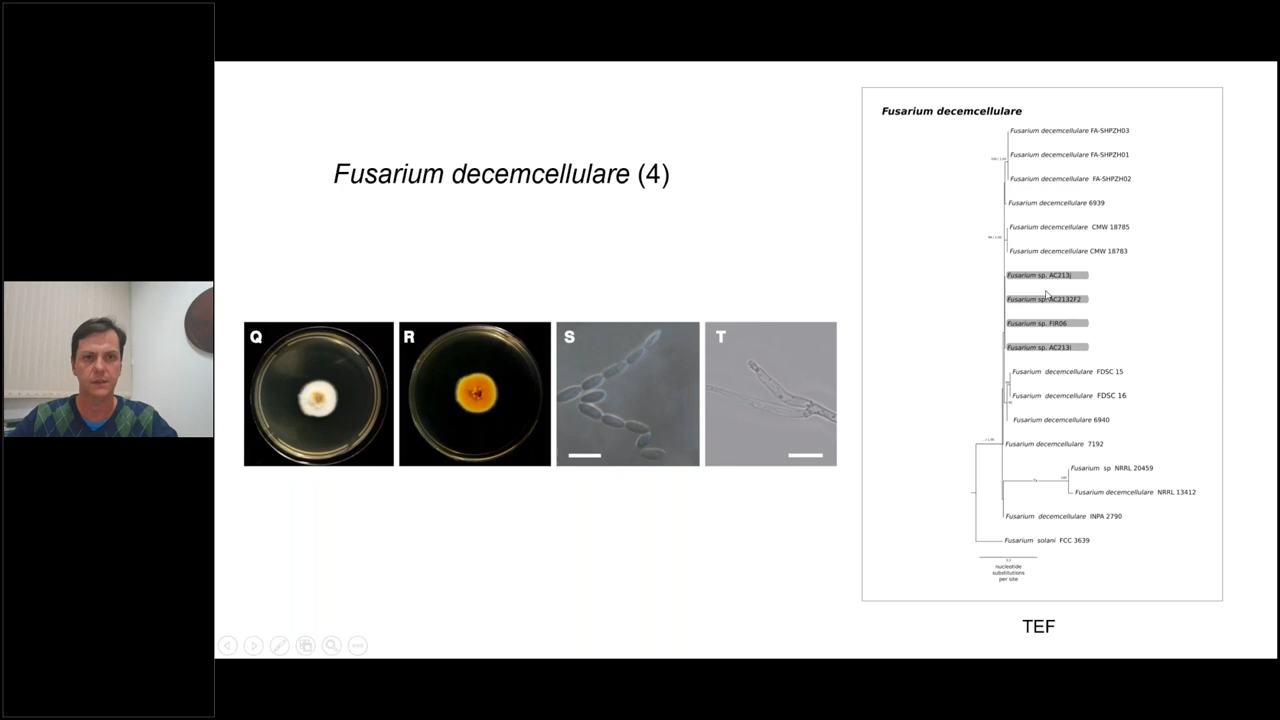 Fusarium decemcellulare (4)
Q
R
S
T
Fusarium decemcellulare
Fusarium decemcellulare FA-SHPZH03
Fusarium decemcellulare FA-SHPZH01
Fusarium decemcellulare FA-SHPZH02
Fusarium decemcellulare 6939
Fusarium decemcellulare CMW 18785
Fusarium decemcellulare CMW 18783
Fusarium sp. AC213j
Fusarium sp. AC2132F2
Fusarium sp. FIR06
Fusarium sp. AC213i
Fusarium decemcellulare FDSC 15
Fusarium decemcellulare FDSC 16
Fusarium decemcellulare 6940
Fusarium decemcellulare 7192
Fusarium sp NRRL 20459
Fusarium decemcellulare NRRL 13412
Fusarium decemcellulare INPA 2790
Fusarium solani FCC 3639
nucleotide
substitutions
per site
TEF